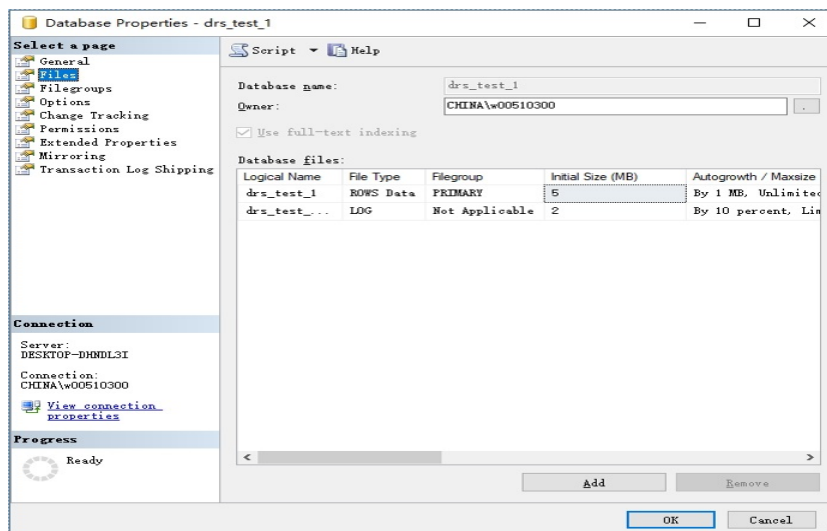 Database Properties - drs_test_1
Select a page
General
Files
Filegroups
Options
Change Tracking
Permissions
Extended Properties
Mirroring
Transaction Log Shipping
Connection
Server:
DESKTOP-DHNDL3I
Connection:
CHINA\w00510300
View connection
properties
Progress
Ready
Script Help
Database name: drs_test_1
Owner: CHINA\w00510300
Use full-text indexing
Database files:
Logical Name File Type Filegroup Initial Size (MB) Autogrowth / Maxsize
drs_test_1 ROWS Data PRIMARY 5 By 1 MB, Unlimited
drs_test_... LOG Not Applicable 2 By 10 percent, Lim
Add Remove
OK Cancel